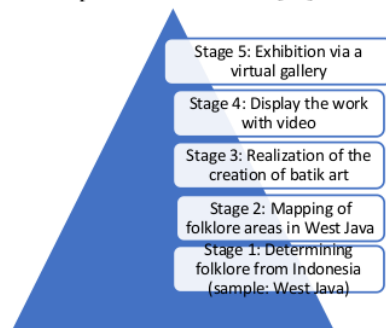 Stage 5: Exhibition via a
virtual gallery
Stage 4: Display the work
with video
Stage 3: Realization of the
creation of batik art
Stage 2: Mapping of
folklore areas in West Java
Stage 1: Determining
folklore from Indonesia
(sample: West Java)